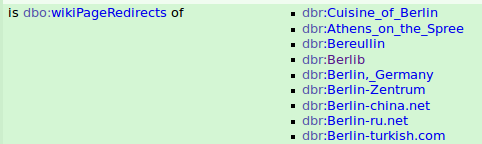 is dbo:wikiPageRedirects of
dbr:Cuisine_of_Berlin
dbr:Athens_on_the_Spree
dbr:Bereullin
dbr:Berlib
dbr:Berlin,_Germany
dbr:Berlin-Zentrum
dbr:Berlin-china.net
dbr:Berlin-ru.net
dbr:Berlin-turkish.com